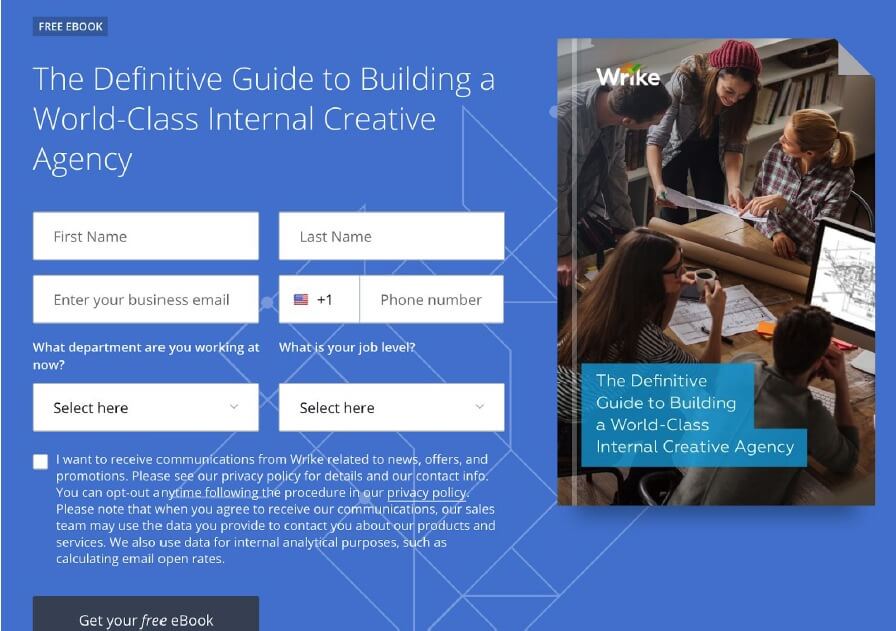 FREE EBOOK
The Definitive Guide to Building a
World-Class Internal Creative
Agency
First Name
Last Name
Enter your business email
+1
Phone number
What department are you working at
now?
What is your job level?
Select here
Select here
I want to receive communications from Wrike related to news, offers, and
promotions. Please see our privacy policy for details and our contact info.
You can opt-out anytime following the procedure in our privacy policy.
Please note that when you agree to receive our communications, our sales
team may use the data you provide to contact you about our products and
services. We also use data for internal analytical purposes, such as
calculating email open rates.
Get your free eBook
Wrike
The Definitive
Guide to Building
a World-Class
Internal Creative Agency